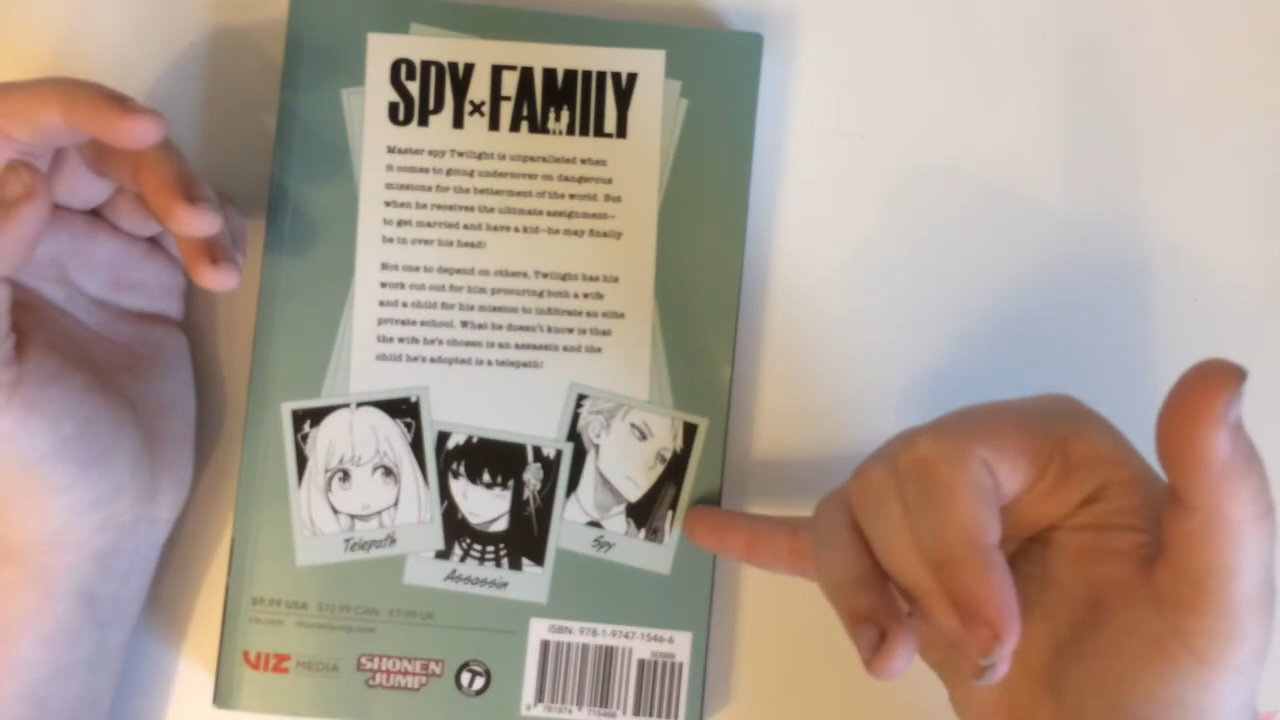 SPY×FAMILY
Master spy Twilight is unparalleled when
it comes to going undercover on dangerous
missions for the betterment of the world. But
when he receives the ultimate assignment—
to get married and have a kid—he may finally
be in over his head!
Not one to depend on others, Twilight has his
work cut out for him procuring both a wife
and a child for his mission to infiltrate an elite
private school. What he doesn't know is that
the wife he's chosen is an assassin and the
child he's adopted is a telepath!
Telepath
Assassin
Spy
$9.99 USA $12.99 CAN £7.99 UK
viz.com shonenjump.com
VIZ MEDIA
SHONEN
JUMP
T
ISBN: 978-1-9747-1546-6
50999
9 781974 715466